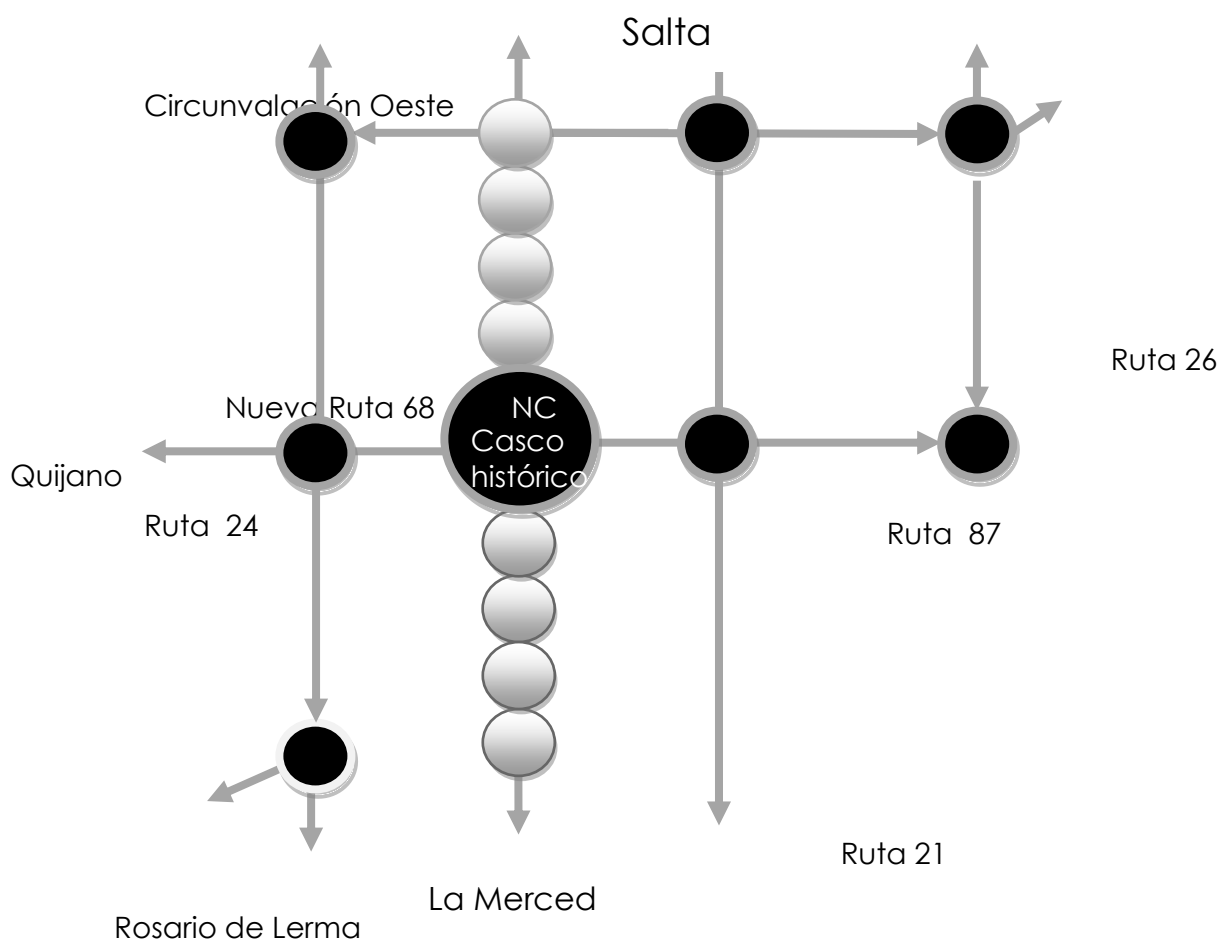 Salta
Circunvalación Oeste
Ruta 26
Nueva Ruta 68
NC
Casco
histórico
Quijano
Ruta 24
Ruta 87
Ruta 21
La Merced
Rosario de Lerma